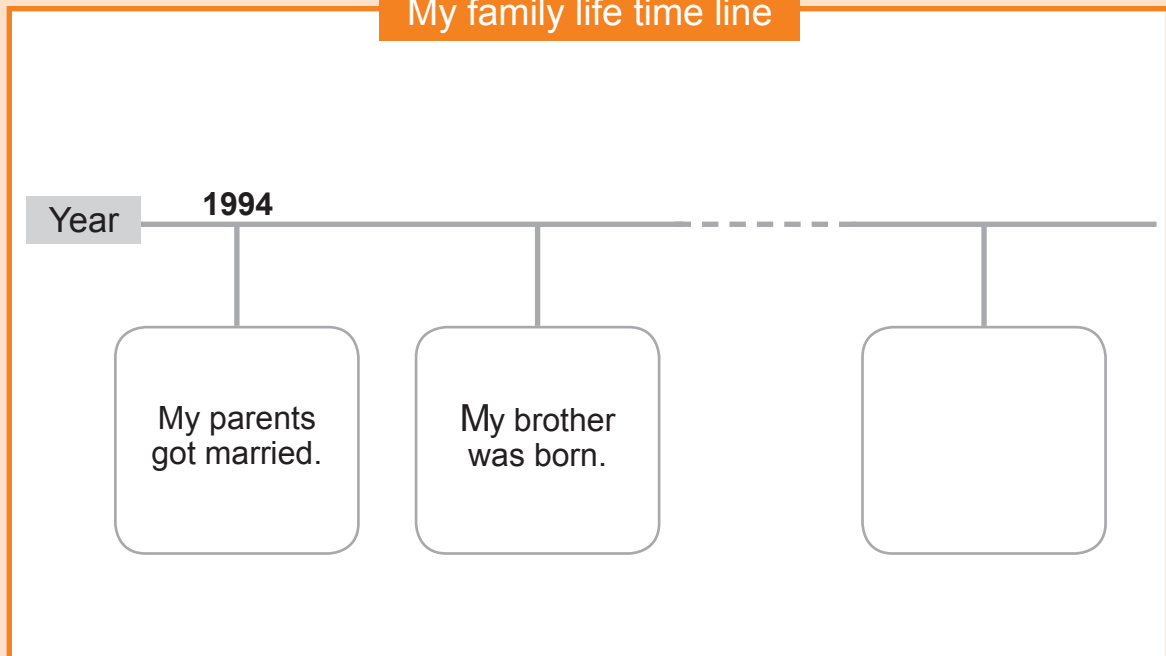 My family life time line
Year
1994
My parents
got married.
My brother
was born.